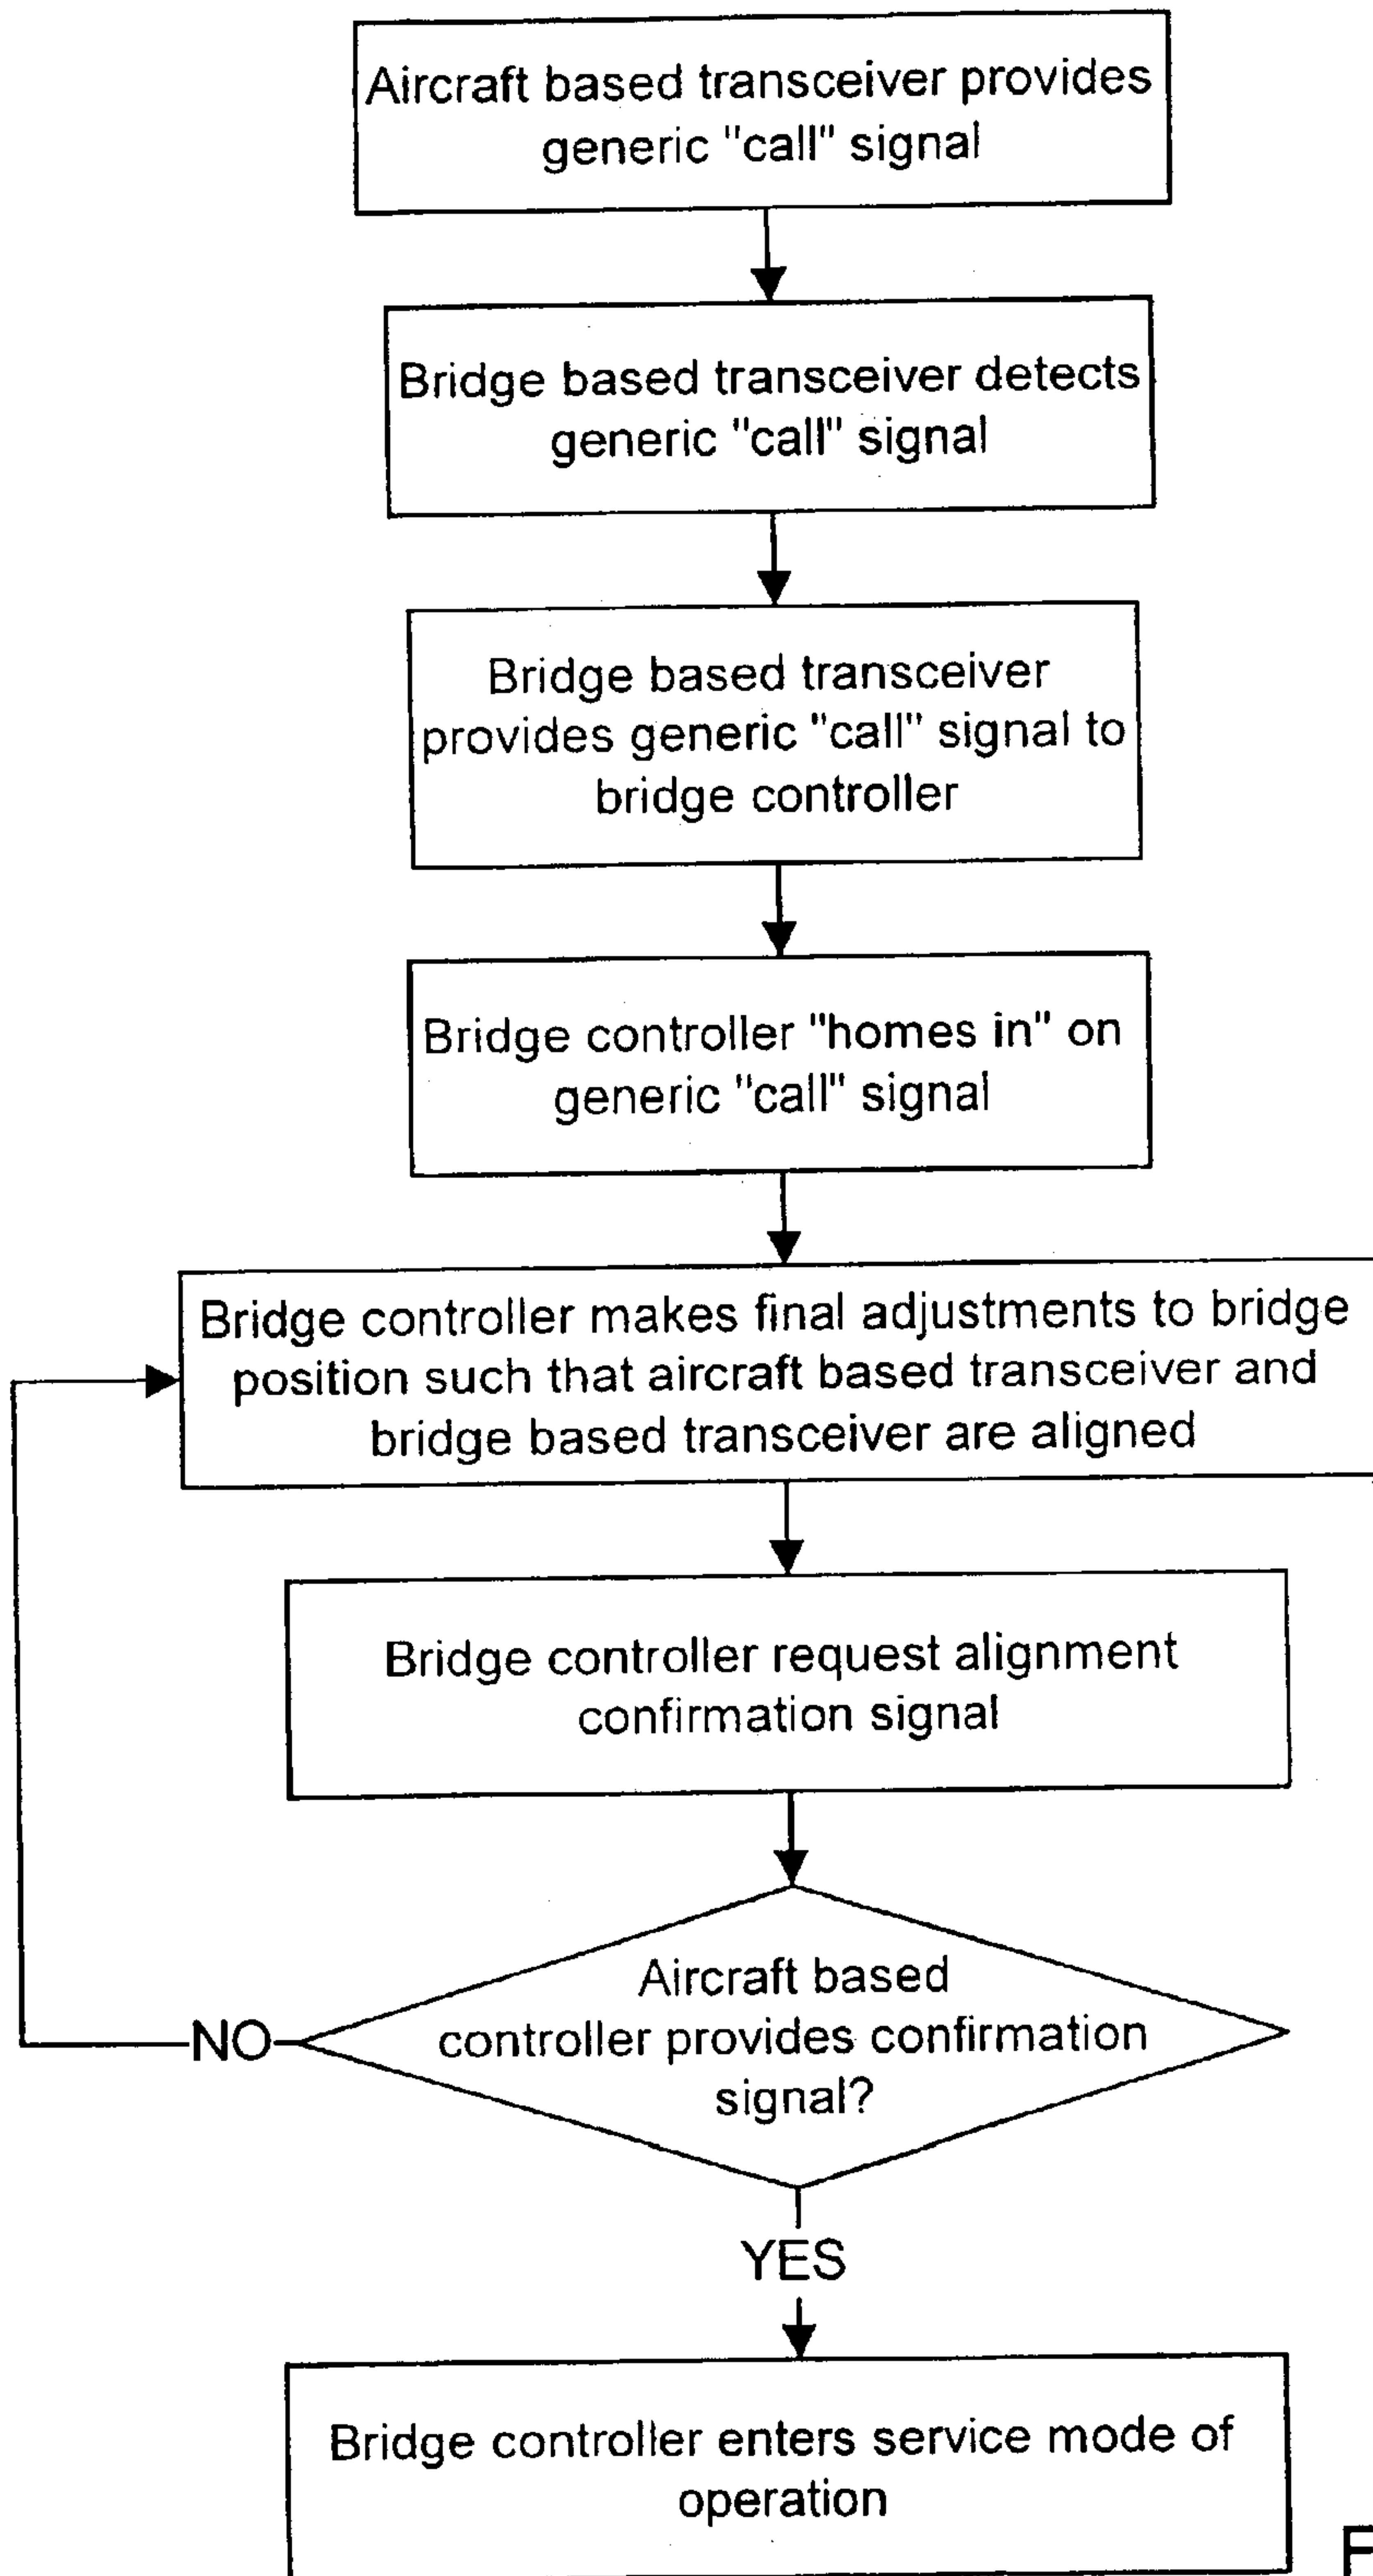 Aircraft based transceiver provides
generic "call" signal
Bridge based transceiver detects
generic "call" signal
Bridge based transceiver
provides generic "call" signal to
bridge controller
Bridge controller "homes in" on
generic "call" signal
Bridge controller makes final adjustments to bridge
position such that aircraft based transceiver and
bridge based transceiver are aligned
Bridge controller request alignment
confirmation signal
Aircraft based
controller provides confirmation
signal?
NO
YES
Bridge controller enters service mode of
operation